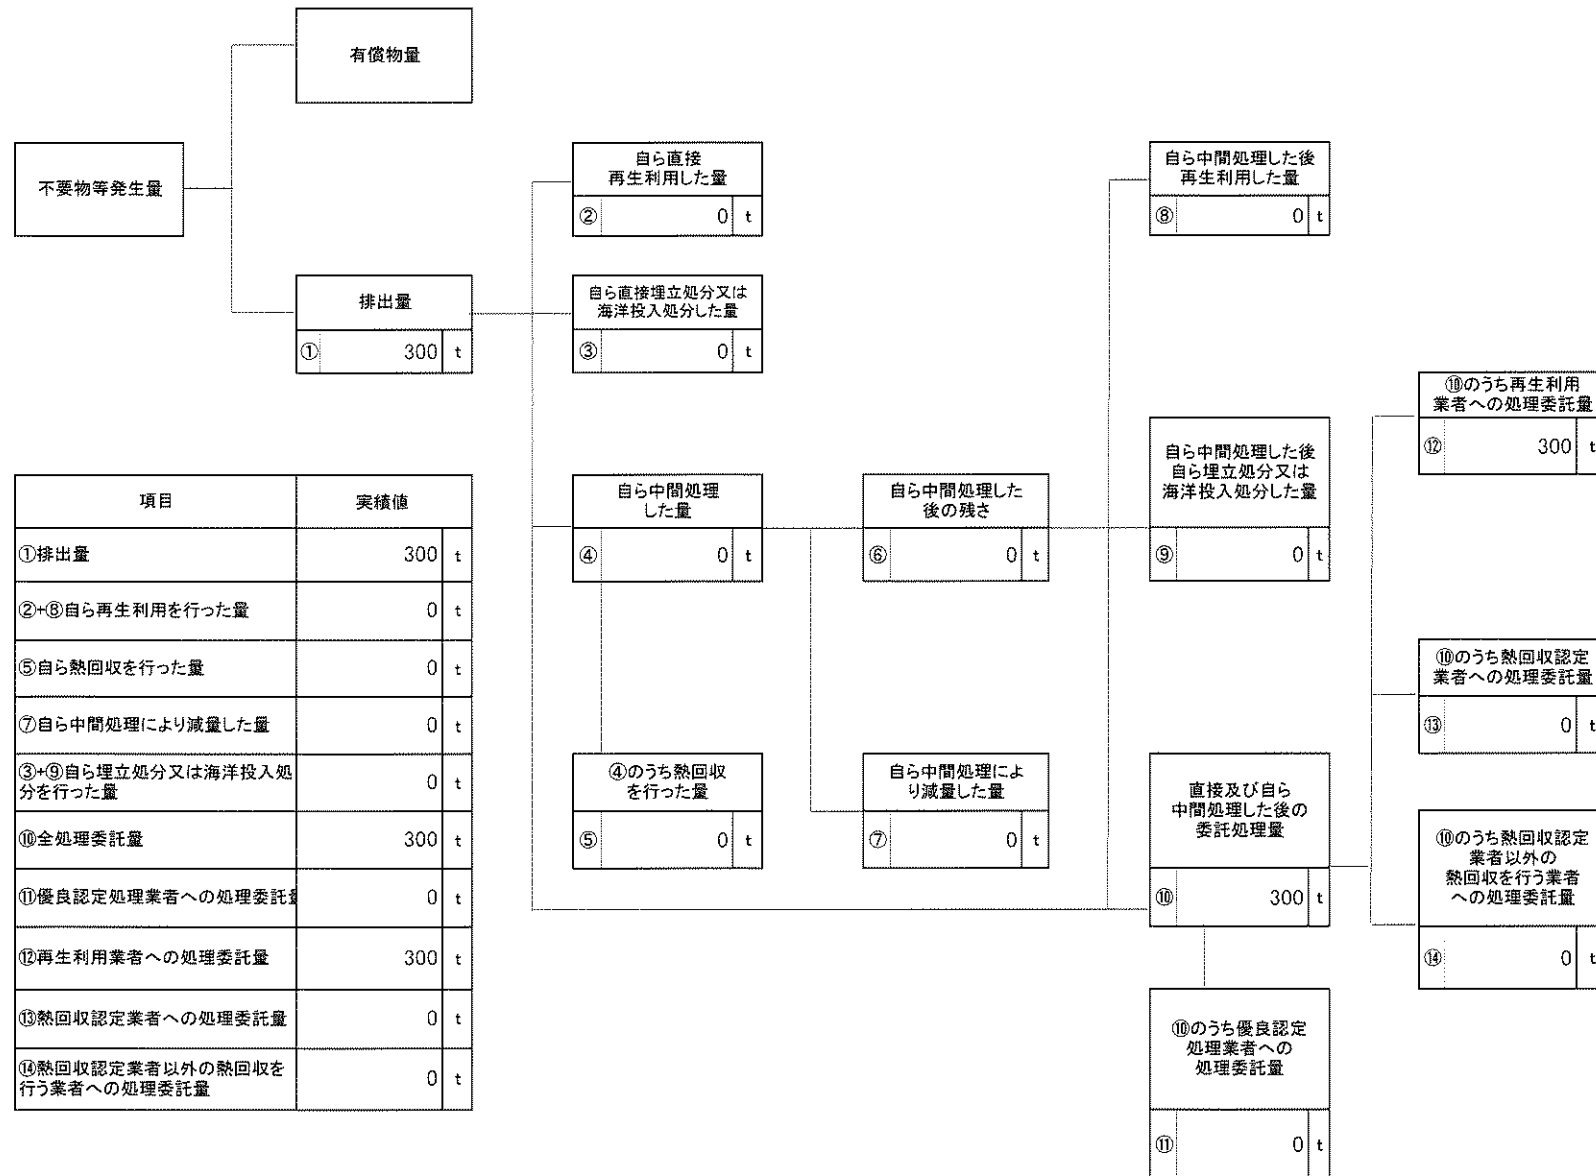 有償物量
不要物等発生量
排出量
① 300 t
自ら直接
再生利用した量
② 0 t
自ら直接埋立処分又は
海洋投入処分した量
③ 0 t
自ら中間処理
した量
④ 0 t
④のうち熱回収
を行った量
⑤ 0 t
自ら中間処理した
後の残さ
⑥ 0 t
自ら中間処理によ
り減量した量
⑦ 0 t
自ら中間処理した後
再生利用した量
⑧ 0 t
自ら中間処理した後
自ら埋立処分又は
海洋投入処分した量
⑨ 0 t
直接及び自ら
中間処理した後の
委託処理量
⑩ 300 t
⑩のうち優良認定
処理業者への
処理委託量
⑪ 0 t
⑩のうち再生利用
業者への処理委託量
⑫ 300 t
⑩のうち熱回収認定
業者への処理委託量
⑬ 0 t
⑩のうち熱回収認定
業者以外の
熱回収を行う業者
への処理委託量
⑭ 0 t
項目 実績値
①排出量 300 t
②+⑧自ら再生利用を行った量 0 t
⑤自ら熱回収を行った量 0 t
⑦自ら中間処理により減量した量 0 t
③+⑨自ら埋立処分又は海洋投入処
分を行った量 0 t
⑩全処理委託量 300 t
⑪優良認定処理業者への処理委託量 0 t
⑫再生利用業者への処理委託量 300 t
⑬熱回収認定業者への処理委託量 0 t
⑭熱回収認定業者以外の熱回収を
行う業者への処理委託量 0 t